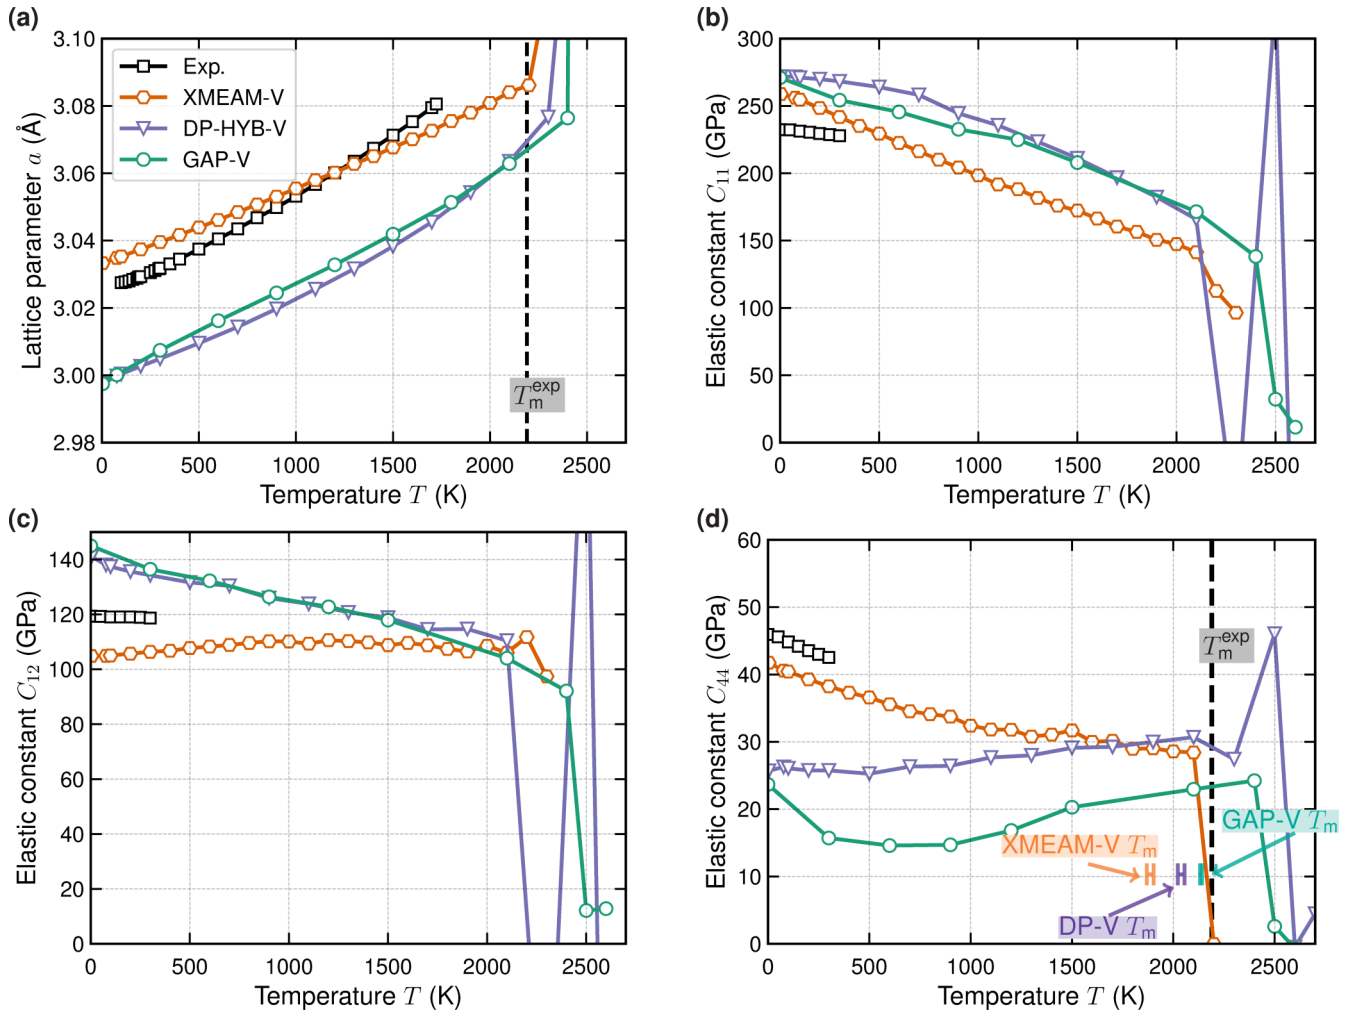 (a)
Lattice parameter a (Å)
3.10
3.08
3.06
3.04
3.02
3.00
2.98
Exp.
XMEAM-V
DP-HYB-V
GAP-V
T_m^exp
0 500 1000 1500 2000 2500
Temperature T (K)
(b)
Elastic constant C_11 (GPa)
300
250
200
150
100
50
0
0 500 1000 1500 2000 2500
Temperature T (K)
(c)
Elastic constant C_12 (GPa)
140
120
100
80
60
40
20
0
0 500 1000 1500 2000 2500
Temperature T (K)
(d)
Elastic constant C_44 (GPa)
60
50
40
30
20
10
0
T_m^exp
GAP-V T_m
XMEAM-V T_m
DP-V T_m
0 500 1000 1500 2000 2500
Temperature T (K)